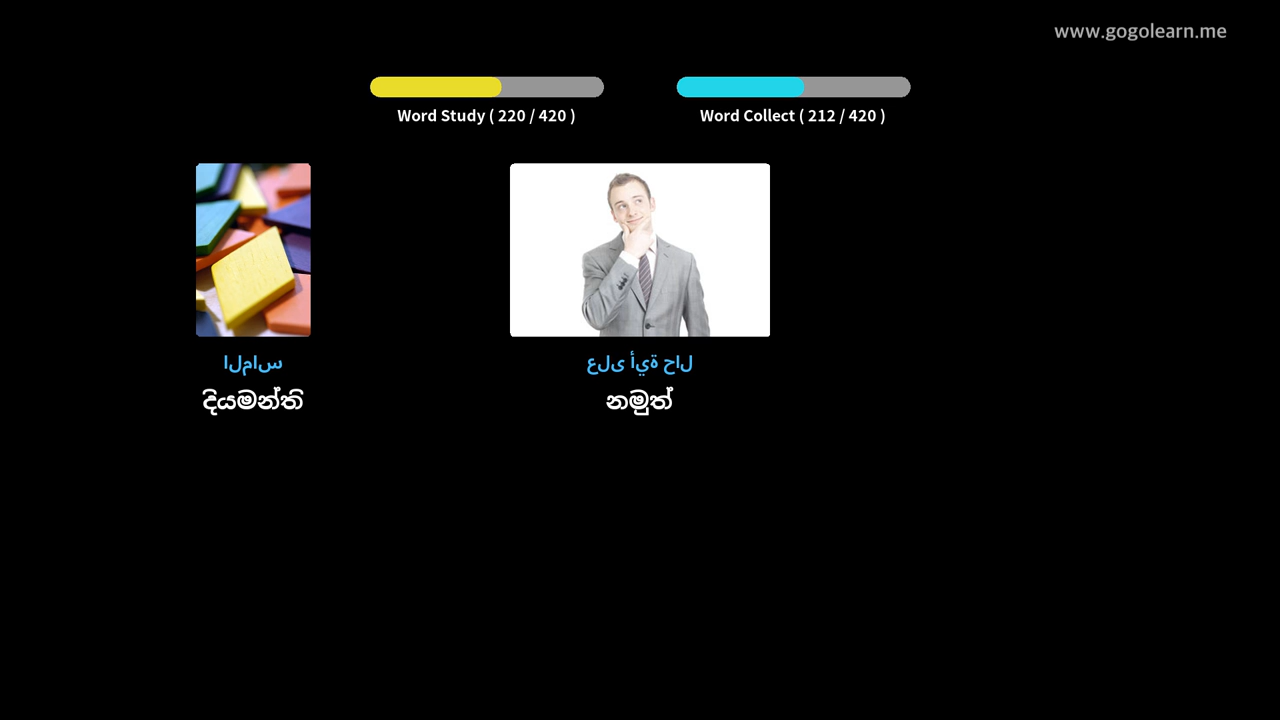 www.gogolearn.me
Word Study ( 220 / 420 )
Word Collect ( 212 / 420 )
الماس
දියමන්ති
على أية حال
නමුත්